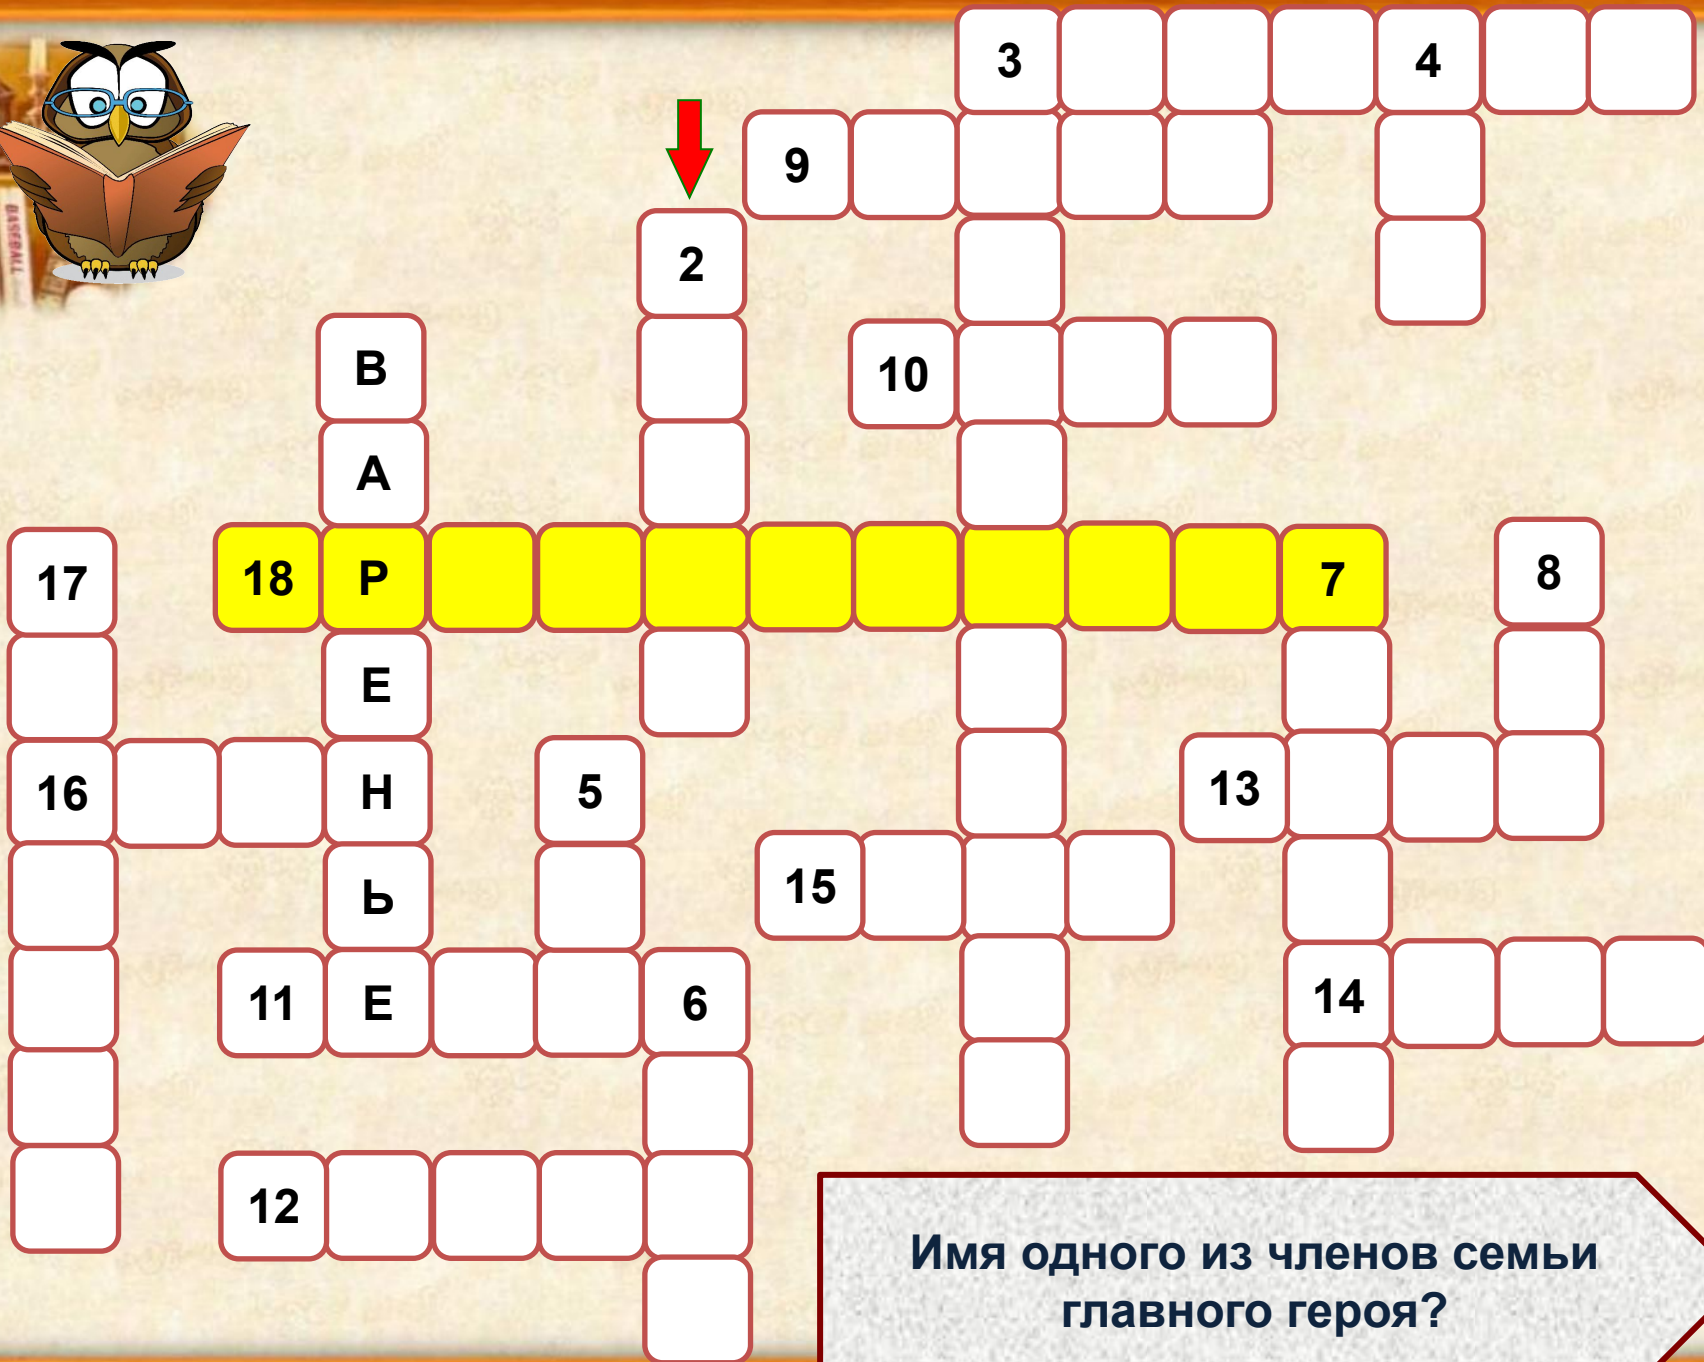 3 4
9
2
В
10
А
17 18 Р 7 8
Е
16 Н 5 13
Ь 15
11 Е 6 14
12
Имя одного из членов семьи
главного героя?
BASEBALL